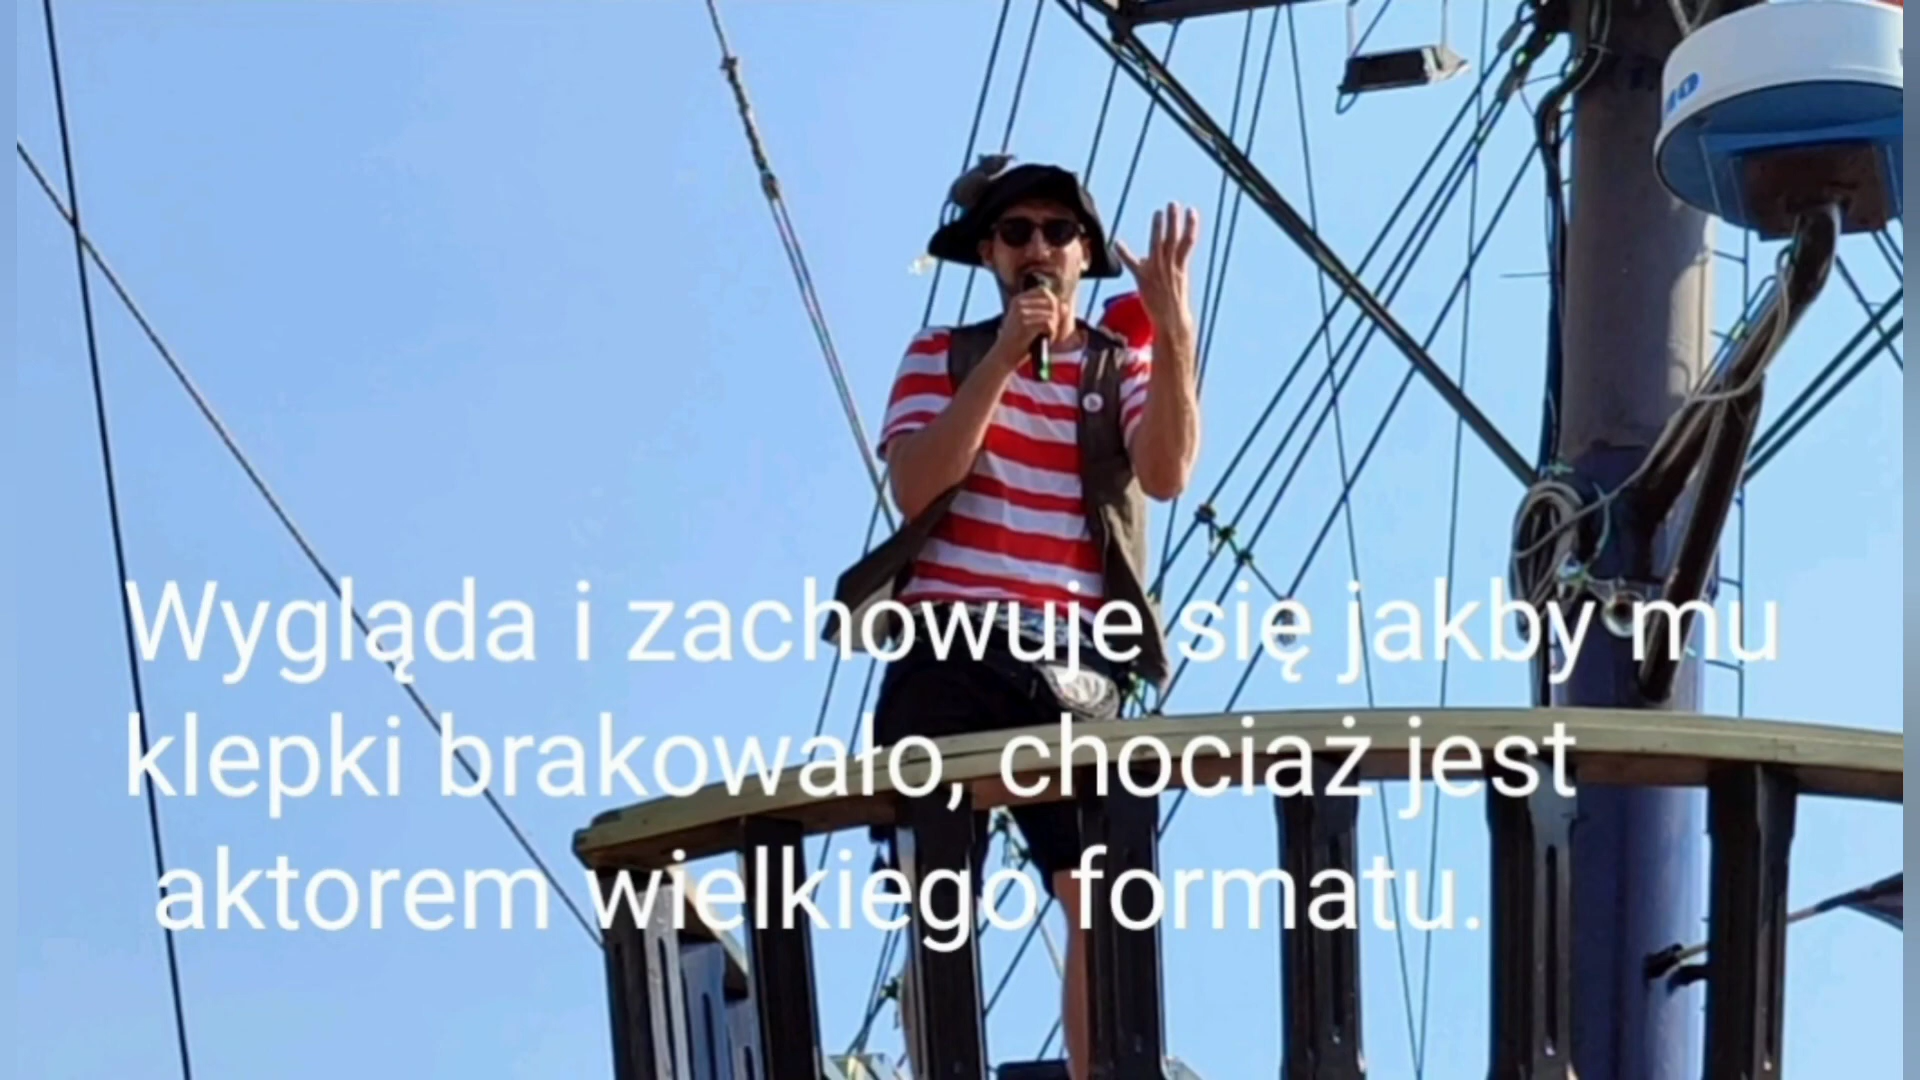 Wygląda i zachowuje się jakby mu
klepki brakowało, chociaż jest
aktorem wielkiego formatu.